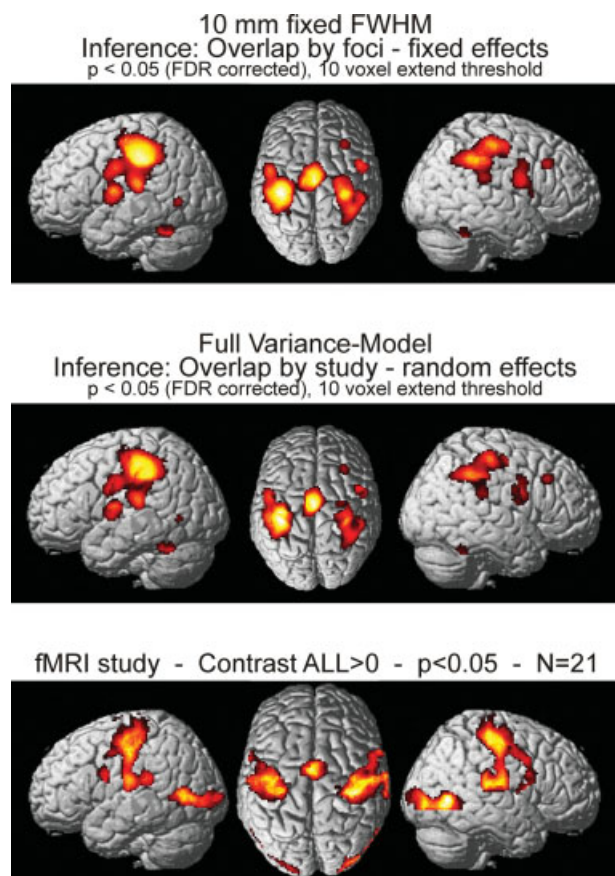 10 mm fixed FWHM
Inference: Overlap by foci - fixed effects
p < 0.05 (FDR corrected), 10 voxel extend threshold
Full Variance-Model
Inference: Overlap by study - random effects
p < 0.05 (FDR corrected), 10 voxel extend threshold
fMRI study - Contrast ALL>0 - p<0.05 - N=21